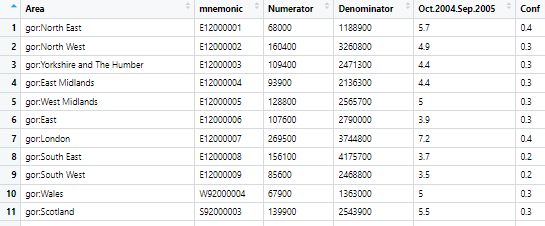 Area mnemonic Numerator Denominator Oct.2004.Sep.2005 Conf
1 gor:North East E12000001 68000 1188900 5.7 0.4
2 gor:North West E12000002 160400 3260800 4.9 0.3
3 gor:Yorkshire and The Humber E12000003 109400 2471300 4.4 0.3
4 gor:East Midlands E12000004 93900 2136300 4.4 0.3
5 gor:West Midlands E12000005 128800 2565700 5 0.3
6 gor:East E12000006 107600 2790000 3.9 0.3
7 gor:London E12000007 269500 3744800 7.2 0.4
8 gor:South East E12000008 156100 4175700 3.7 0.2
9 gor:South West E12000009 85600 2468800 3.5 0.2
10 gor:Wales W92000004 67900 1363000 5 0.3
11 gor:Scotland S92000003 139900 2543900 5.5 0.3